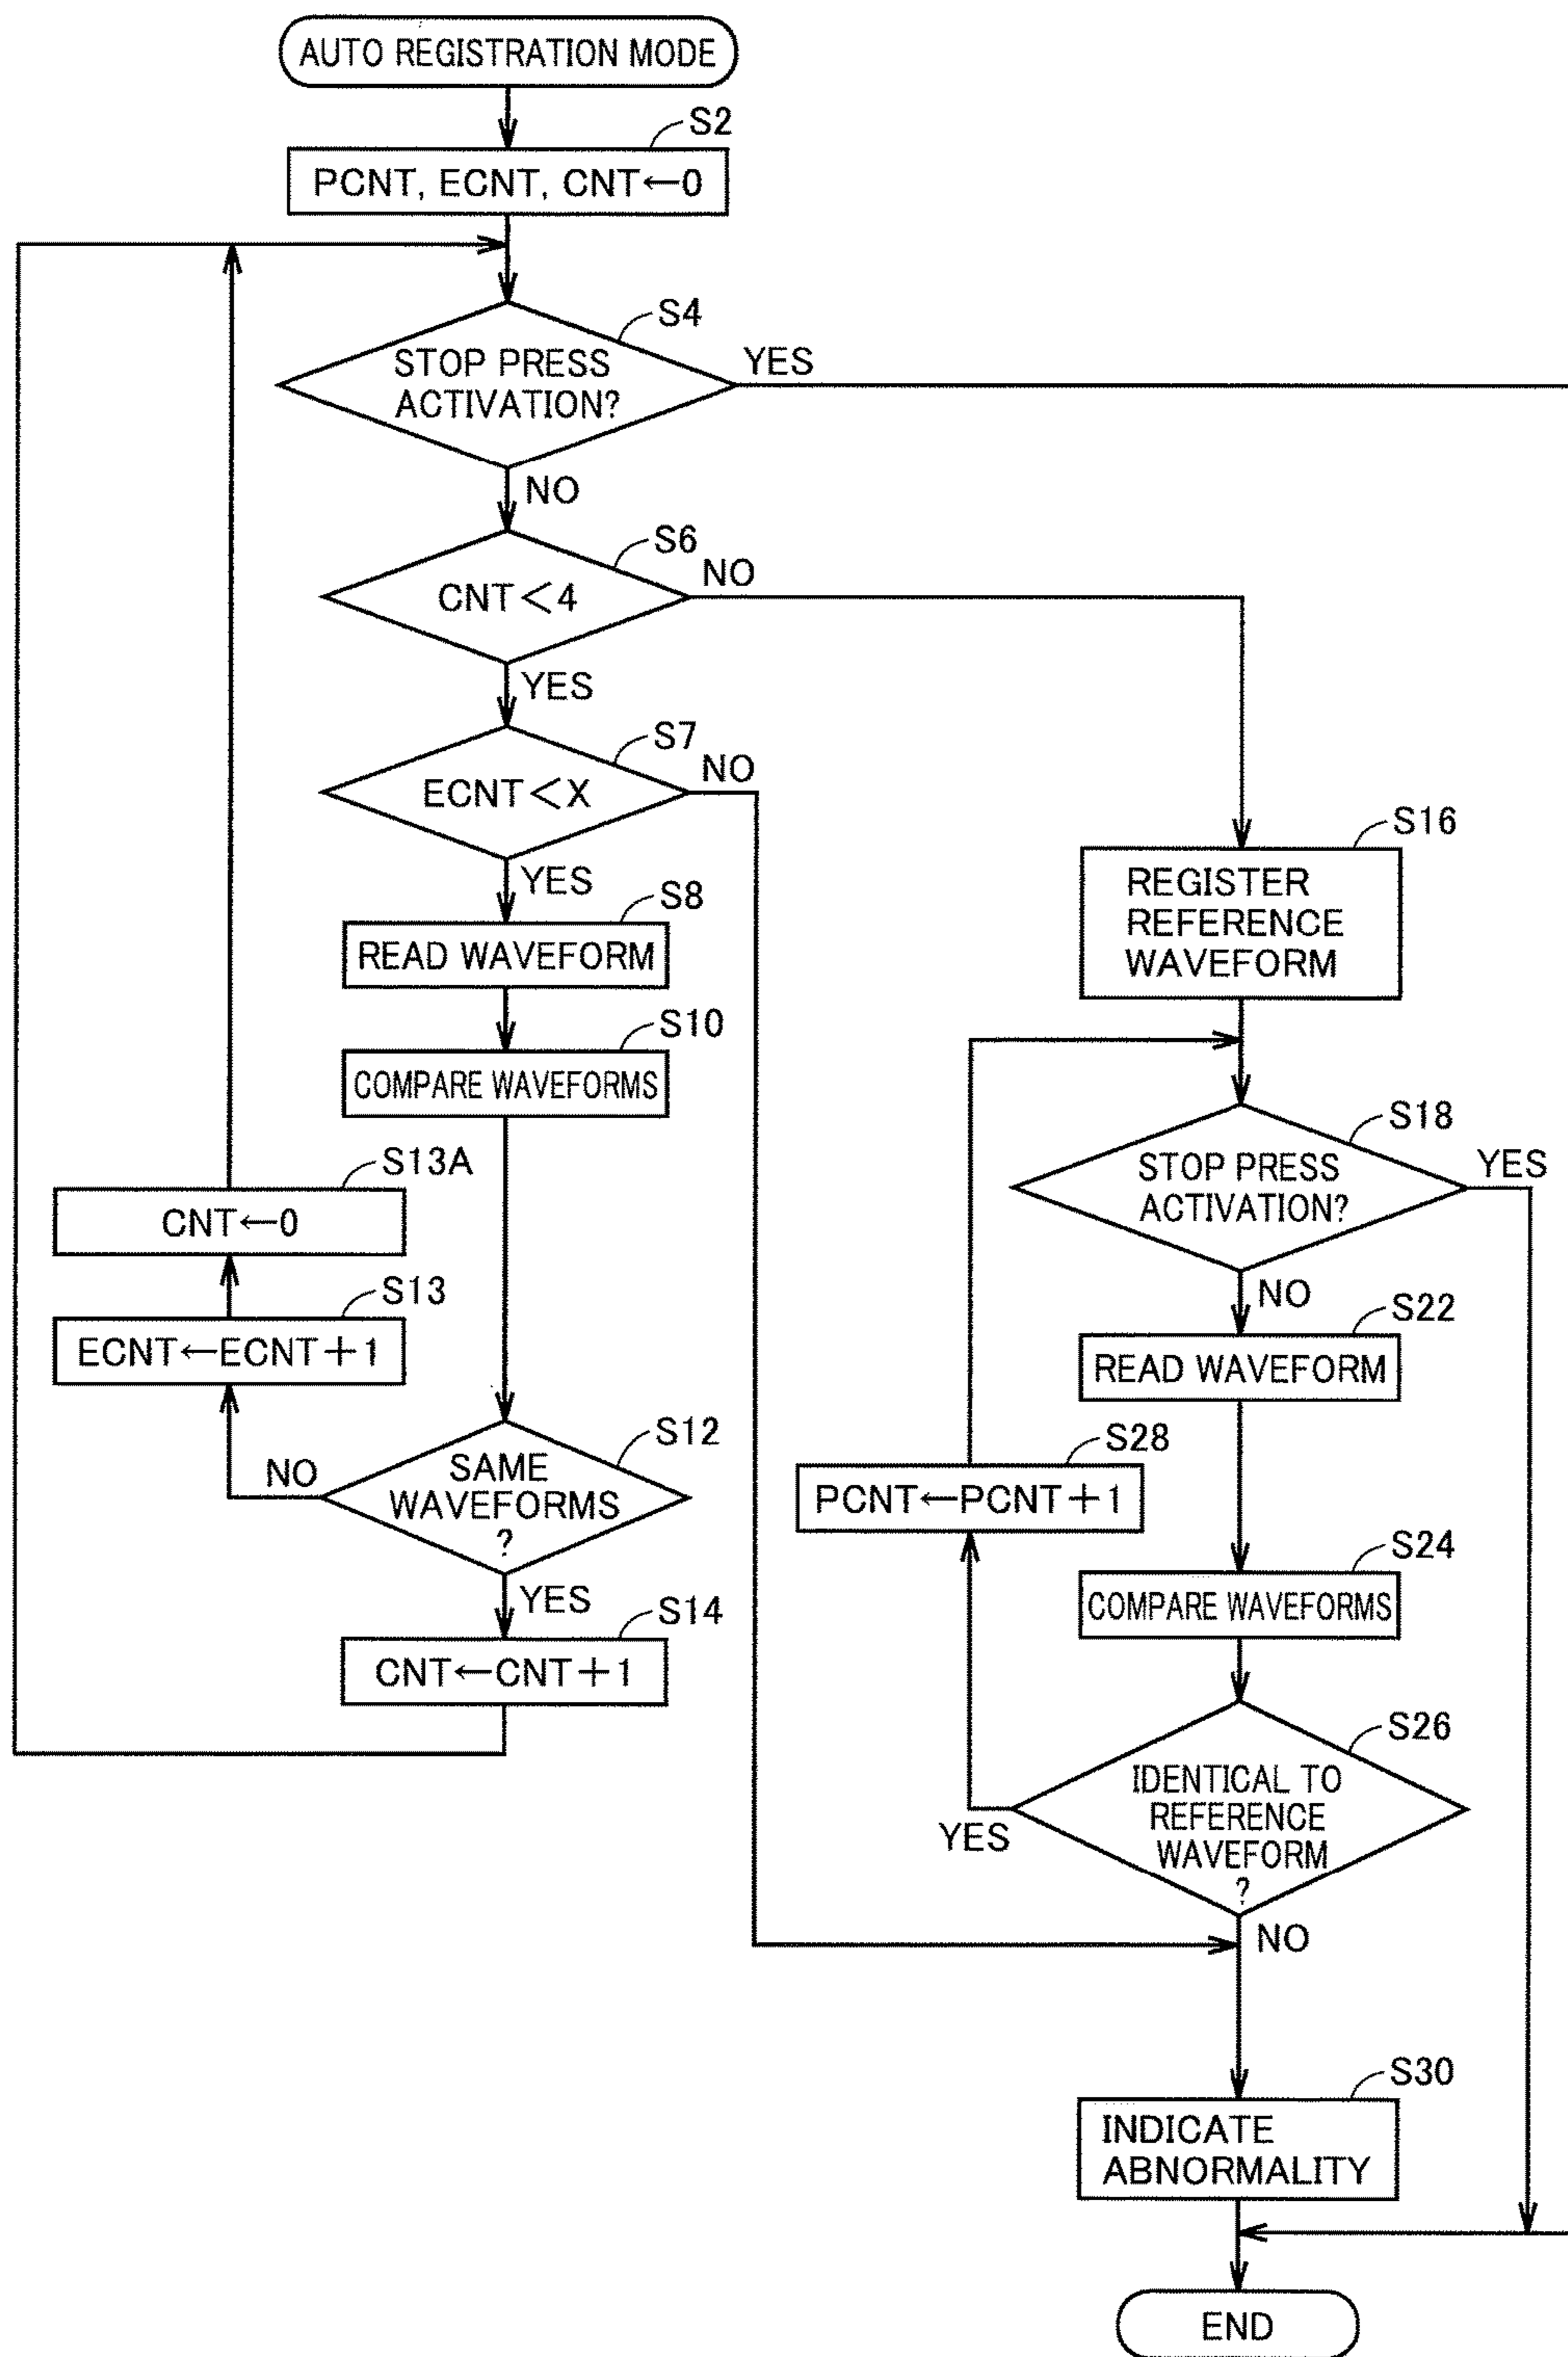 AUTO REGISTRATION MODE
S2
PCNT, ECNT, CNT←0
S4
STOP PRESS
ACTIVATION?
YES
NO
S6
CNT<4
NO
YES
S7
ECNT<X
NO
YES
S8
READ WAVEFORM
S10
COMPARE WAVEFORMS
S13A
CNT←0
S13
ECNT←ECNT+1
S12
SAME
WAVEFORMS
?
NO
YES
S14
CNT←CNT+1
S16
REGISTER
REFERENCE
WAVEFORM
S18
STOP PRESS
ACTIVATION?
YES
NO
S22
READ WAVEFORM
S28
PCNT←PCNT+1
S24
COMPARE WAVEFORMS
S26
IDENTICAL TO
REFERENCE
WAVEFORM
?
YES
NO
S30
INDICATE
ABNORMALITY
END